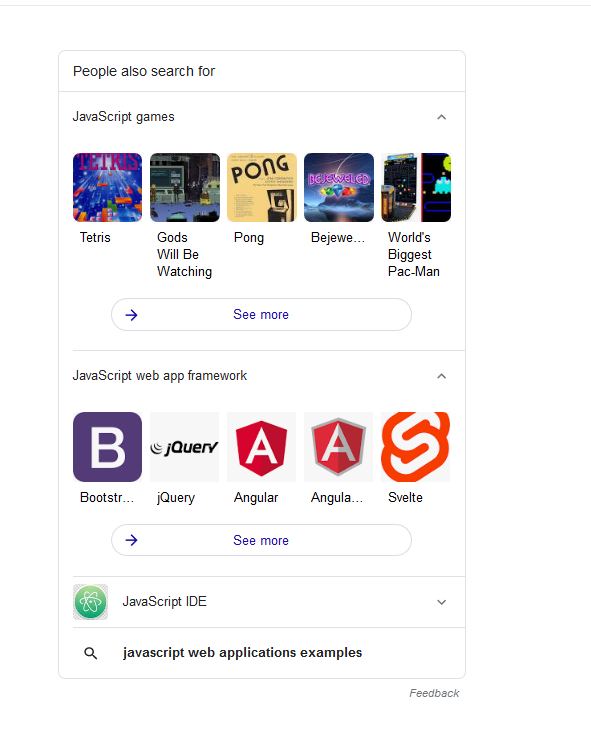 People also search for
JavaScript games
TETRIS
PONG
BEJEWELED
Tetris
Gods
Will Be
Watching
Pong
Bejewe...
World's
Biggest
Pac-Man
See more
JavaScript web app framework
B
jQuery
A
A
Bootstr...
jQuery
Angular
Angula...
Svelte
See more
JavaScript IDE
javascript web applications examples
Feedback